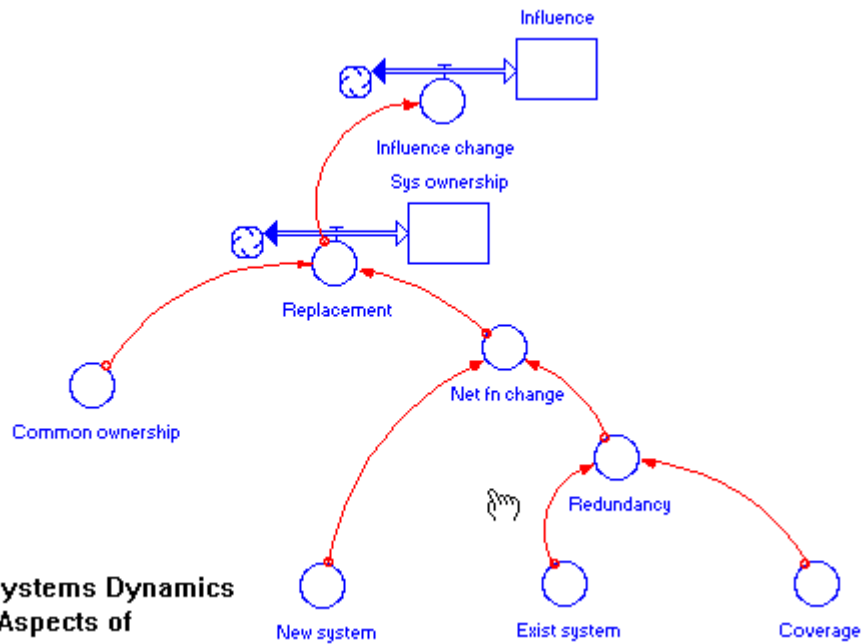 Influence
Influence change
Sys ownership
Replacement
Net fn change
Common ownership
Redundancy
ystems Dynamics
Aspects of
New system
Exist system
Coverage